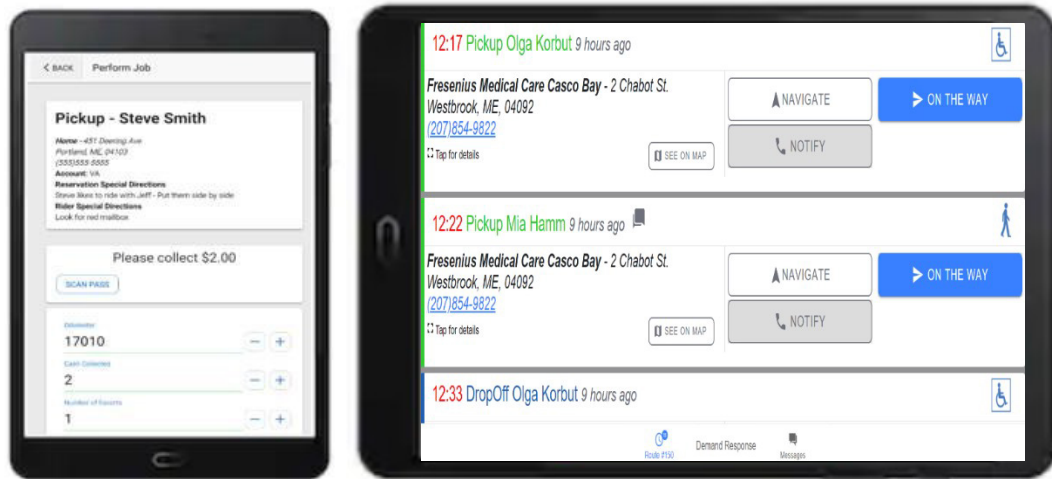 BACK Perform Job
Pickup - Steve Smith
Home - 451 Deering Ave
Portland, ME, 04103
(555)555-5555
Account: VA
Reservation Special Directions
Steve likes to ride with Jeff - Put them side by side
Rider Special Directions
Look for red mailbox
Please collect $2.00
SCAN PASS
Odometer
17010
Cash Collected
2
Number of Escorts
1
12:17 Pickup Olga Korbut 9 hours ago
Fresenius Medical Care Casco Bay - 2 Chabot St.
Westbrook, ME, 04092
(207)854-9822
Tap for details
SEE ON MAP
NAVIGATE
NOTIFY
ON THE WAY
12:22 Pickup Mia Hamm 9 hours ago
Fresenius Medical Care Casco Bay - 2 Chabot St.
Westbrook, ME, 04092
(207)854-9822
Tap for details
SEE ON MAP
NAVIGATE
NOTIFY
ON THE WAY
12:33 DropOff Olga Korbut 9 hours ago
Route #150
Demand Response
Messages